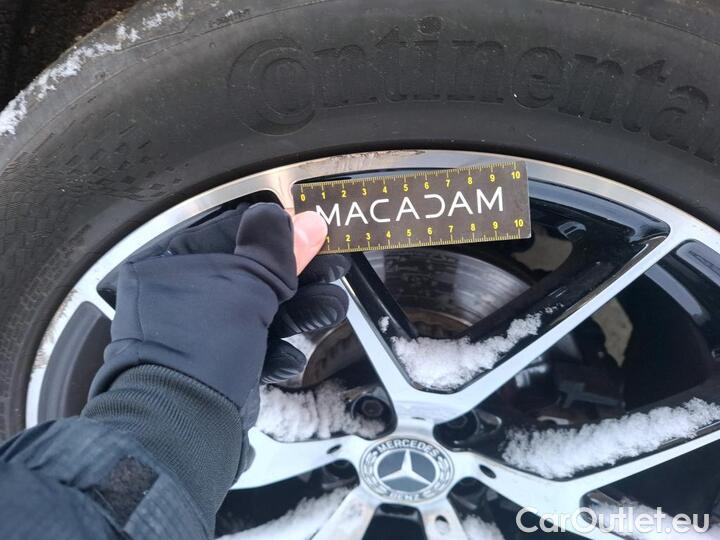 Continental
0 1 2 3 4 5 6 7 8 9 10
MACADAM
1 2 3 4 5 6 7 8 9 10
MERCEDES
BENZ
CarOutlet.eu